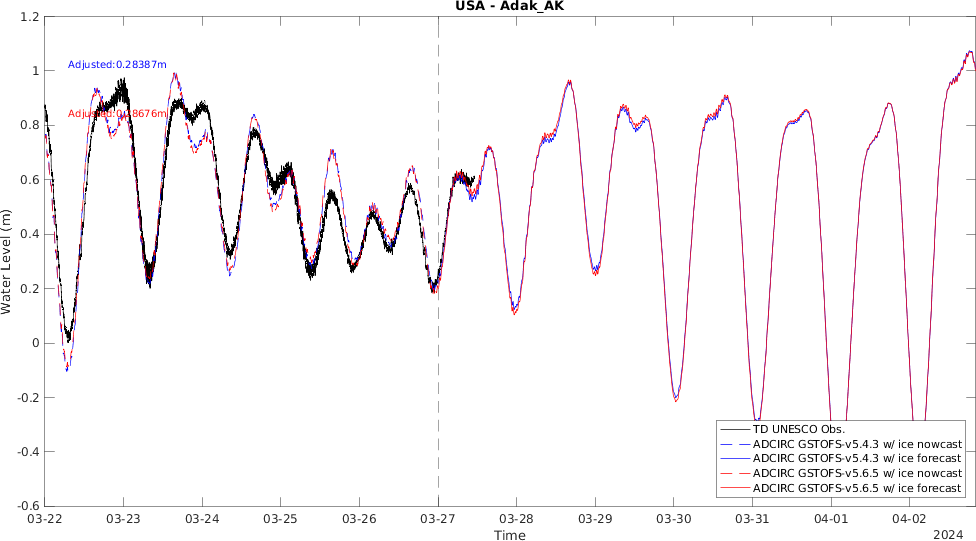 USA - Adak_AK
1.2
1
0.8
0.6
0.4
0.2
0
-0.2
-0.4
-0.6
Water Level (m)
Adjusted:0.28387m
TD UNESCO Obs.
ADCIRC GSTOFS-v5.4.3 w/ ice nowcast
ADCIRC GSTOFS-v5.4.3 w/ ice forecast
ADCIRC GSTOFS-v5.6.5 w/ ice nowcast
ADCIRC GSTOFS-v5.6.5 w/ ice forecast
03-22 03-23 03-24 03-25 03-26 03-27 03-28 03-29 03-30 03-31 04-01 04-02
Time
2024